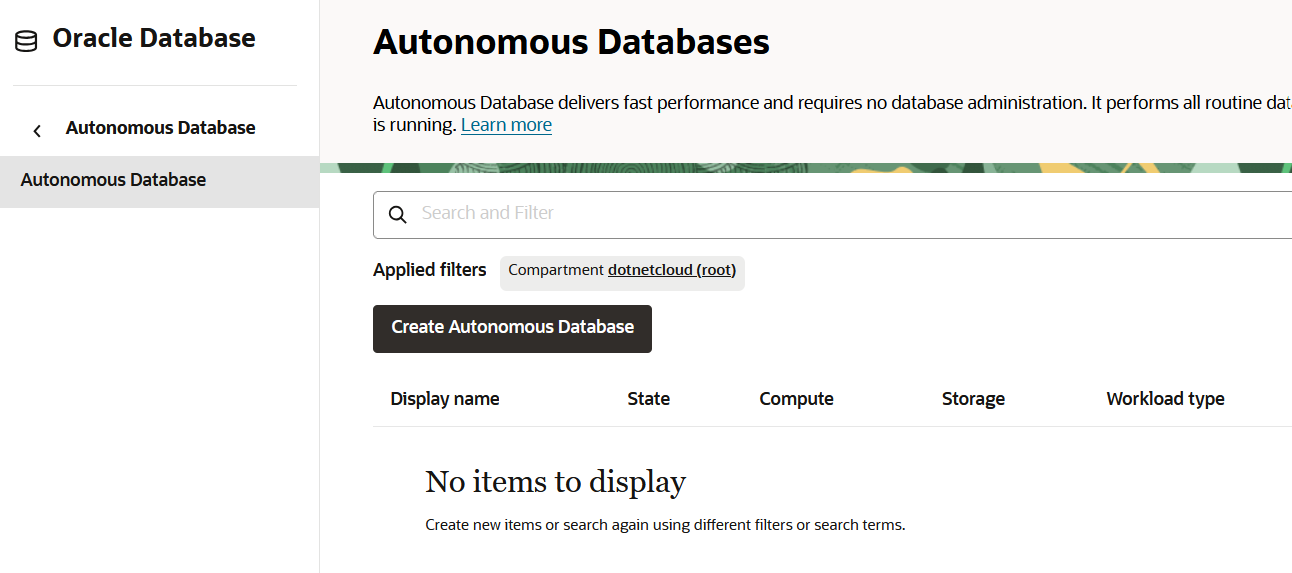 Oracle Database
Autonomous Database
Autonomous Database
Autonomous Databases
Autonomous Database delivers fast performance and requires no database administration. It performs all routine dat
is running. Learn more
Search and Filter
Applied filters Compartment dotnetcloud (root)
Create Autonomous Database
Display name State Compute Storage Workload type
No items to display
Create new items or search again using different filters or search terms.